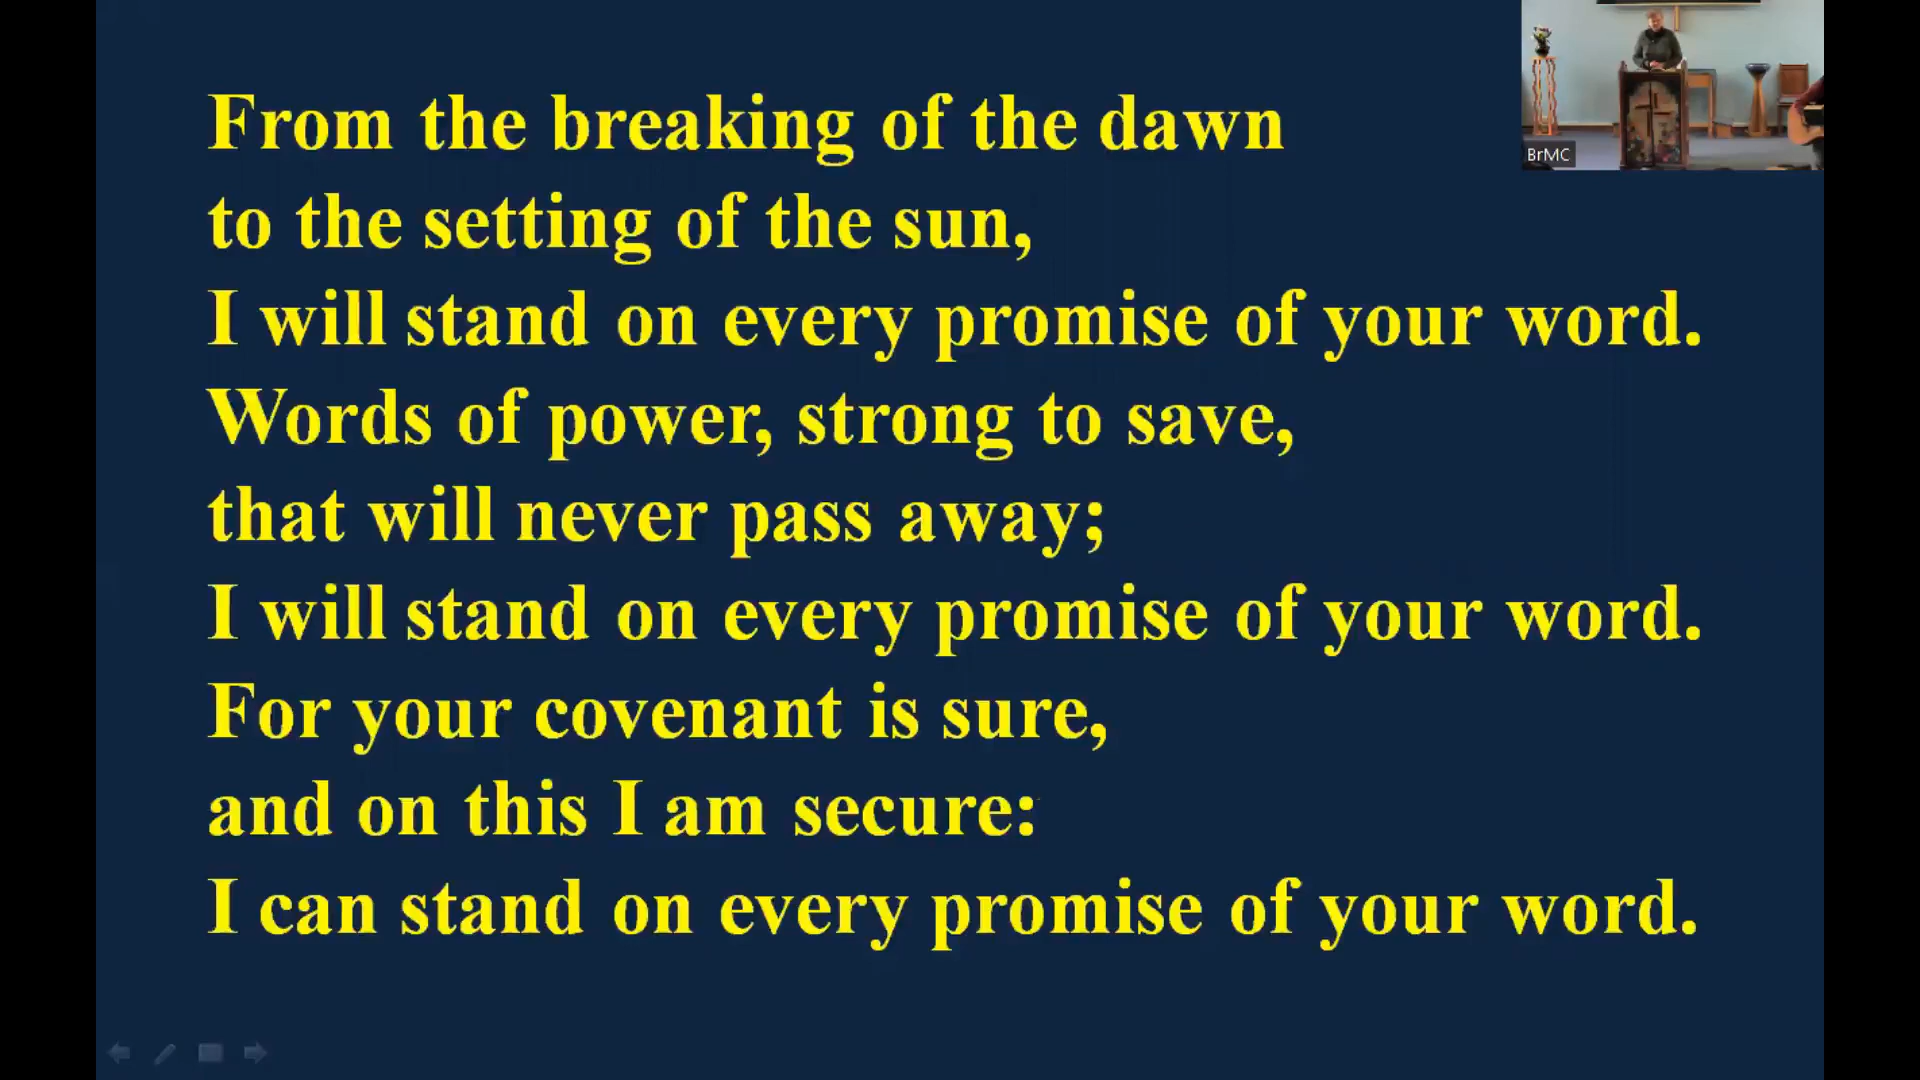 From the breaking of the dawn
to the setting of the sun,
I will stand on every promise of your word.
Words of power, strong to save,
that will never pass away;
I will stand on every promise of your word.
For your covenant is sure,
and on this I am secure:
I can stand on every promise of your word.
BrMC